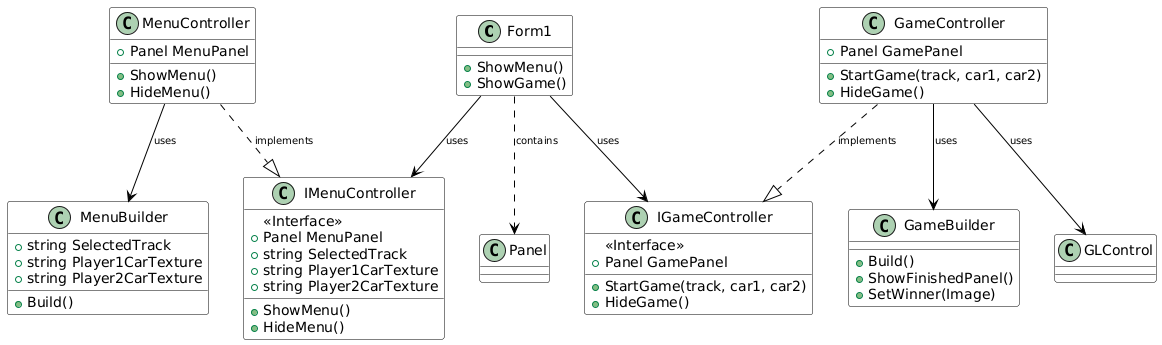 C MenuController
Panel MenuPanel
ShowMenu()
HideMenu()
C Form1
ShowMenu()
ShowGame()
C GameController
Panel GamePanel
StartGame(track, car1, car2)
HideGame()
uses
implements
uses
contains
uses
implements
uses
uses
C MenuBuilder
string SelectedTrack
string Player1CarTexture
string Player2CarTexture
Build()
C IMenuController
«Interface»
Panel MenuPanel
string SelectedTrack
string Player1CarTexture
string Player2CarTexture
ShowMenu()
HideMenu()
C Panel
C IGameController
«Interface»
Panel GamePanel
StartGame(track, car1, car2)
HideGame()
C GameBuilder
Build()
ShowFinishedPanel()
SetWinner(Image)
C GLControl